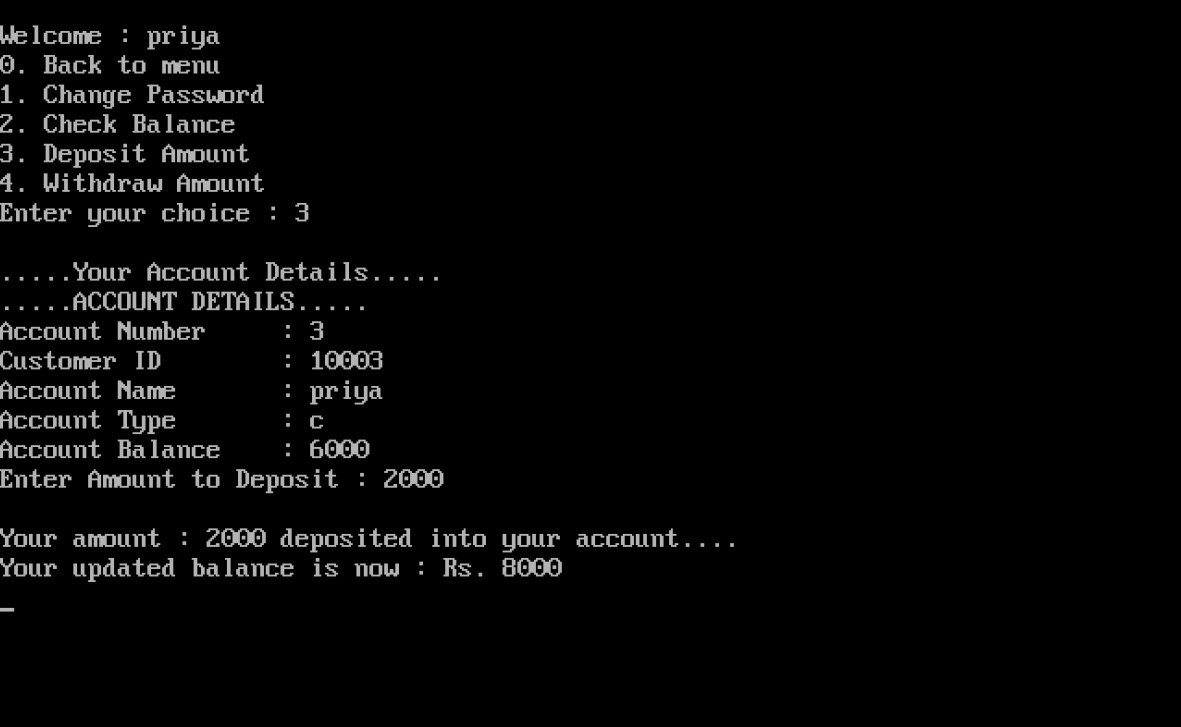 Welcome : priya
0. Back to menu
1. Change Password
2. Check Balance
3. Deposit Amount
4. Withdraw Amount
Enter your choice : 3
.....Your Account Details.....
.....ACCOUNT DETAILS.....
Account Number     : 3
Customer ID        : 10003
Account Name       : priya
Account Type       : c
Account Balance    : 6000
Enter Amount to Deposit : 2000
Your amount : 2000 deposited into your account....
Your updated balance is now : Rs. 8000